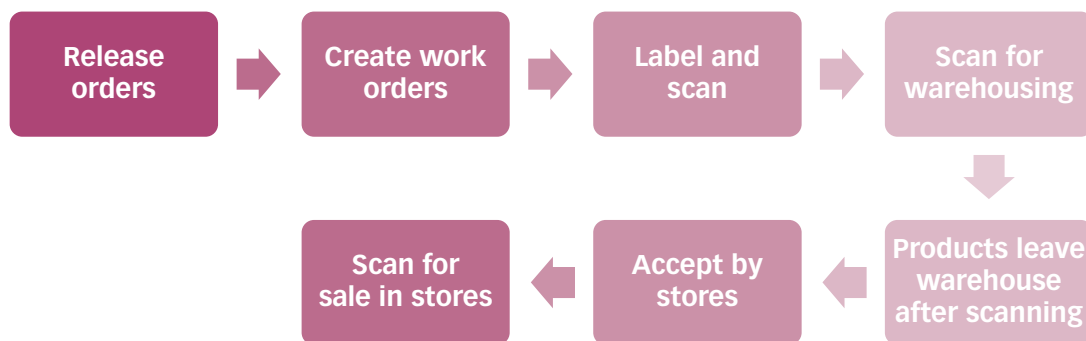 Release
orders
Create work
orders
Label and
scan
Scan for
warehousing
Products leave
warehouse
after scanning
Accept by
stores
Scan for
sale in stores